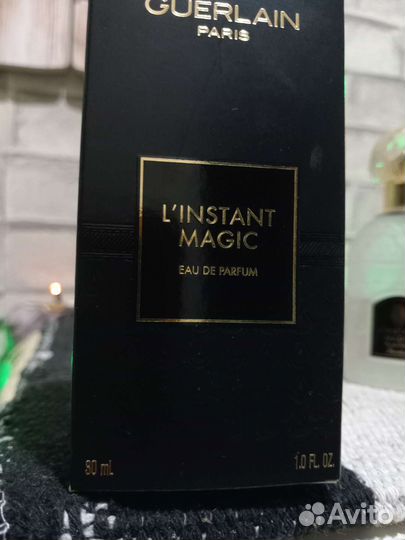 GUERLAIN
PARIS
L'INSTANT
MAGIC
EAU DE PARFUM
30 mL 1.0 FL. OZ.
Avito